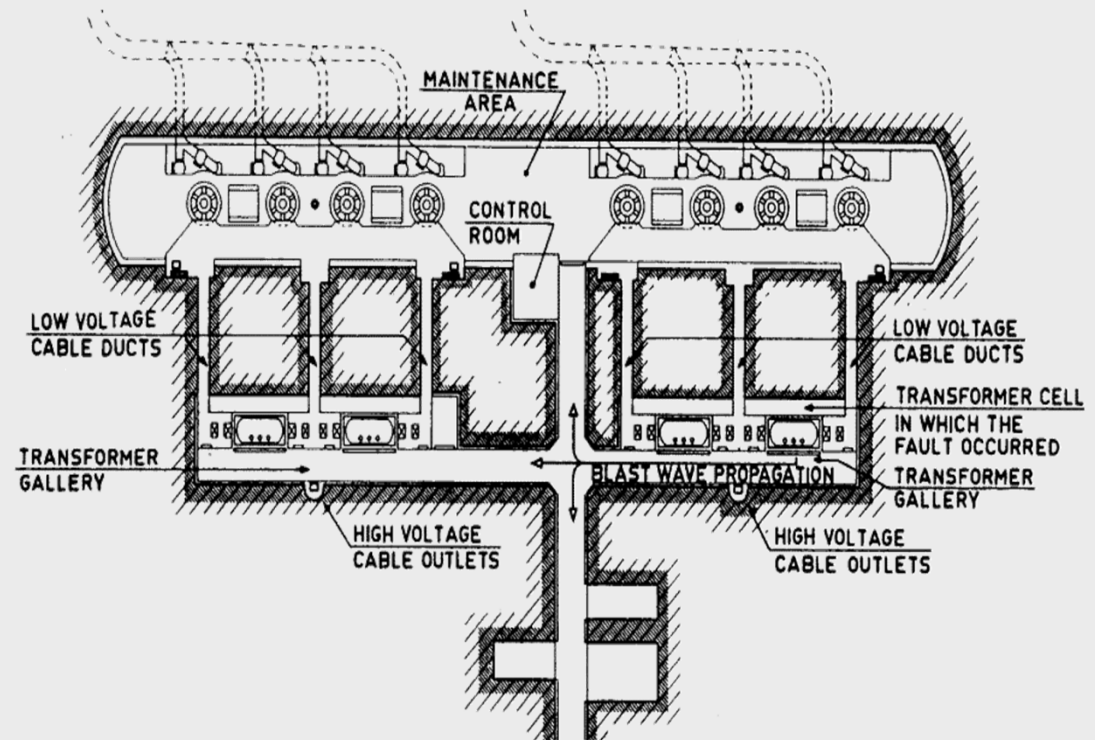 MAINTENANCE
AREA
CONTROL
ROOM
LOW VOLTAGE
CABLE DUCTS
LOW VOLTAGE
CABLE DUCTS
TRANSFORMER CELL
IN WHICH THE
FAULT OCCURRED
TRANSFORMER
GALLERY
BLAST WAVE PROPAGATION
TRANSFORMER
GALLERY
HIGH VOLTAGE
CABLE OUTLETS
HIGH VOLTAGE
CABLE OUTLETS